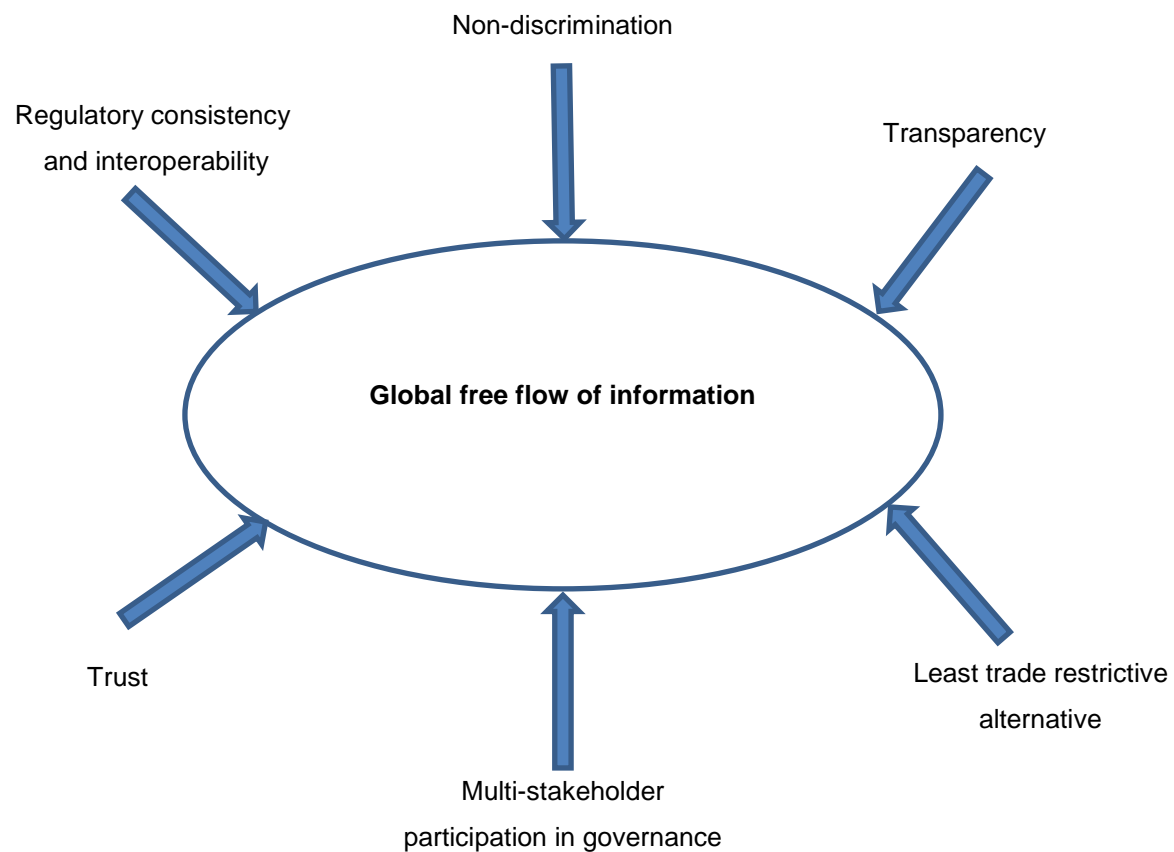 Non-discrimination
Regulatory consistency
and interoperability
Transparency
Global free flow of information
Trust
Least trade restrictive
alternative
Multi-stakeholder
participation in governance